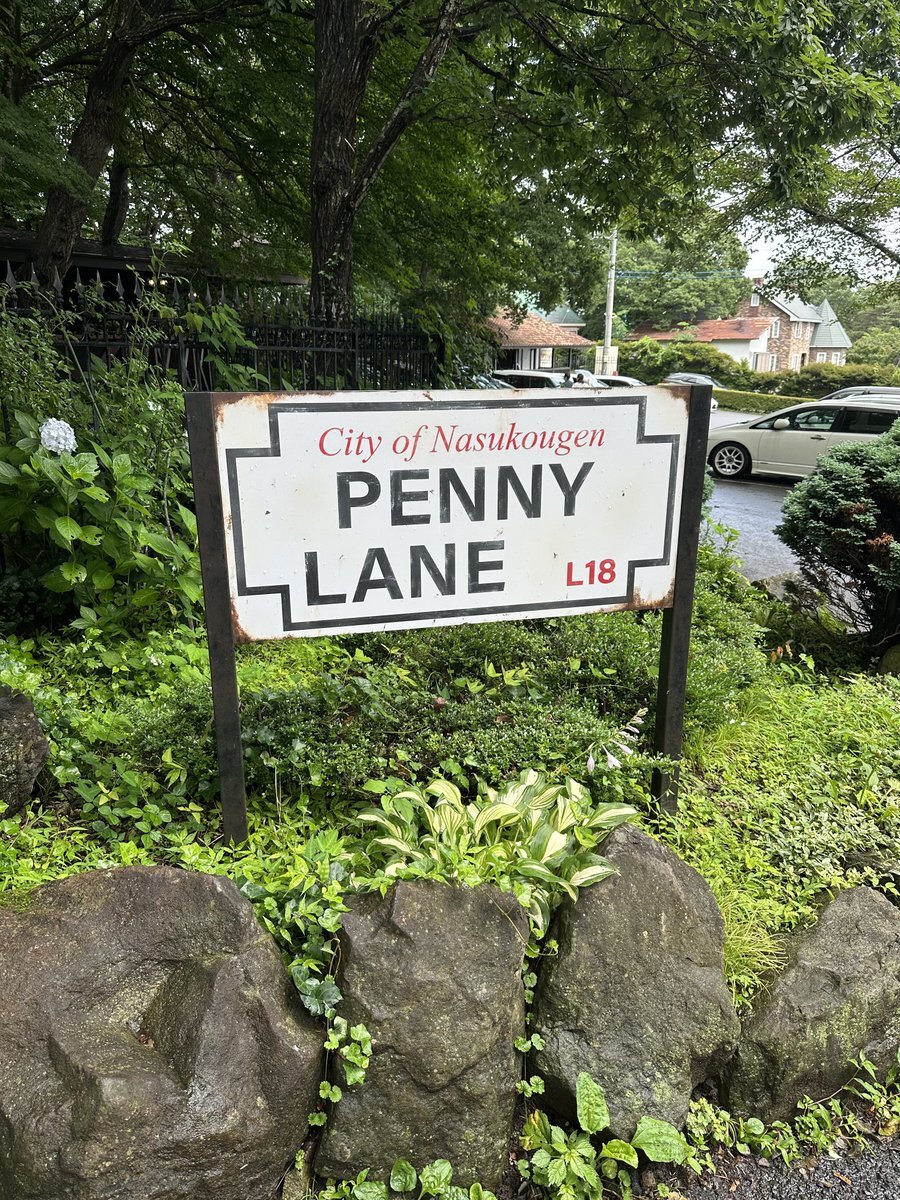 City of Nasukougen
PENNY
LANE L18